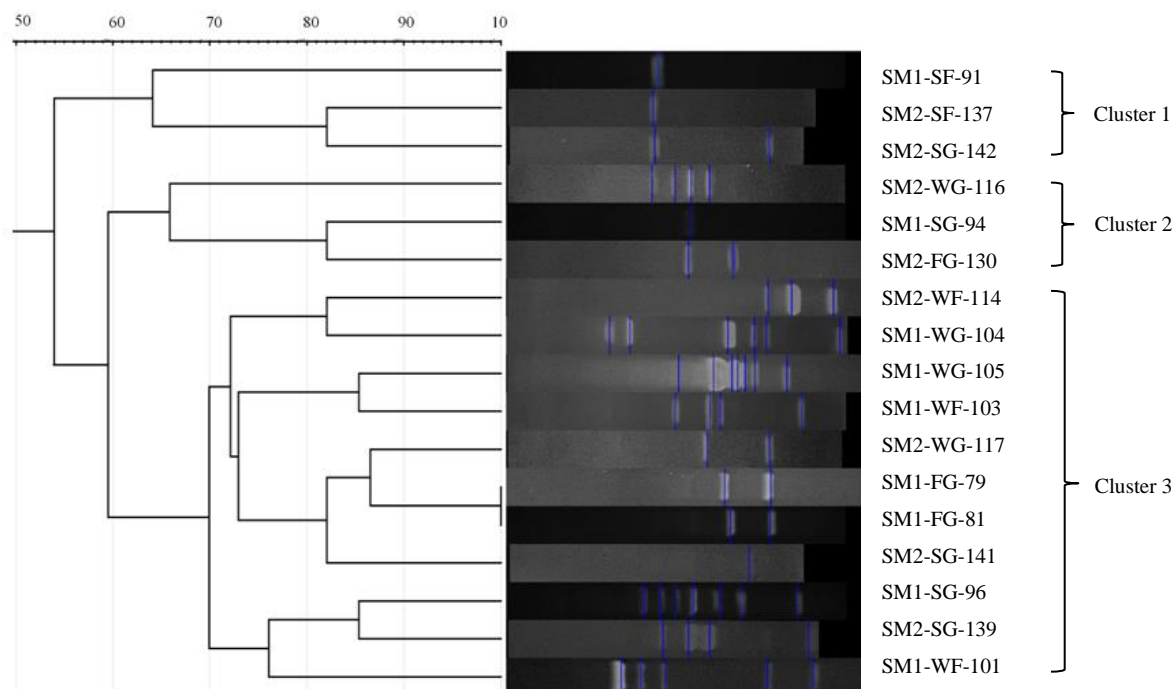 50 60 70 80 90 10
SM1-SF-91
SM2-SF-137
SM2-SG-142
Cluster 1
SM2-WG-116
SM1-SG-94
SM2-FG-130
Cluster 2
SM2-WF-114
SM1-WG-104
SM1-WG-105
SM1-WF-103
SM2-WG-117
SM1-FG-79
SM1-FG-81
SM2-SG-141
SM1-SG-96
SM2-SG-139
SM1-WF-101
Cluster 3